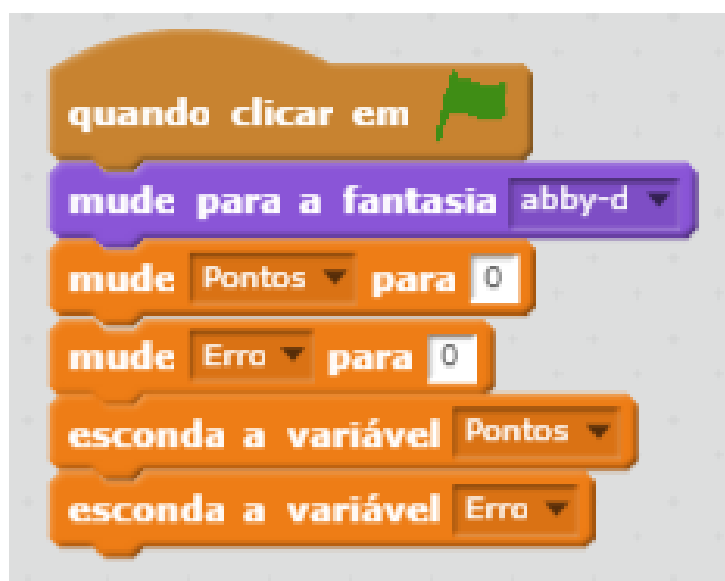 quando clicar em
mude para a fantasia abby-d
mude Pontos para 0
mude Erro para 0
esconda a variável Pontos
esconda a variável Erro